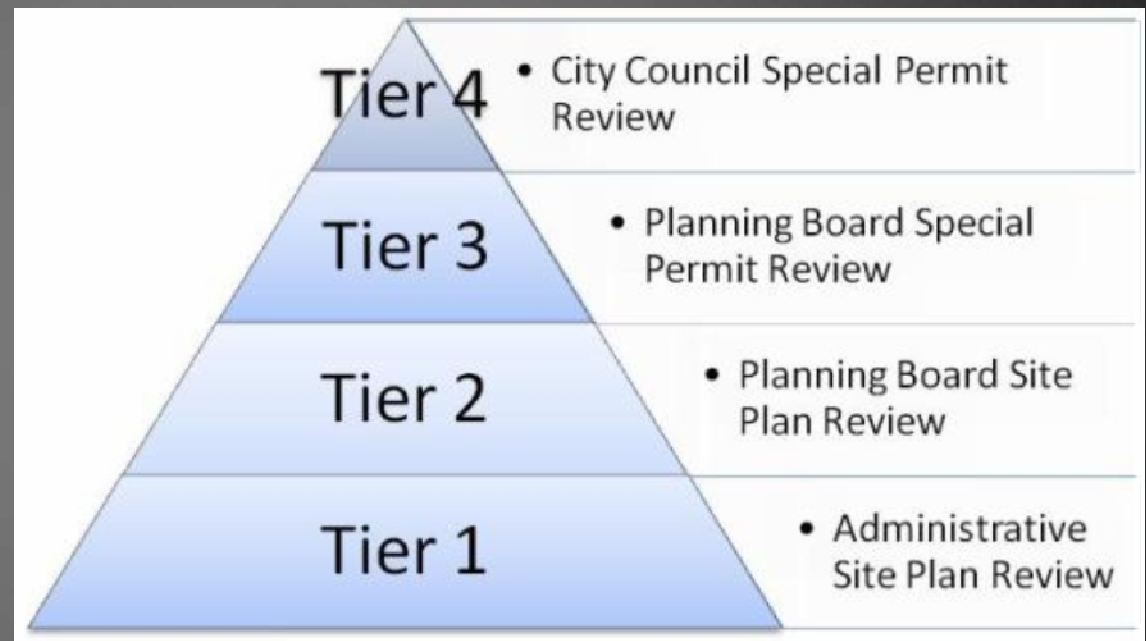 Tier 4
• City Council Special Permit
Review
Tier 3
• Planning Board Special
Permit Review
Tier 2
• Planning Board Site
Plan Review
Tier 1
• Administrative
Site Plan Review